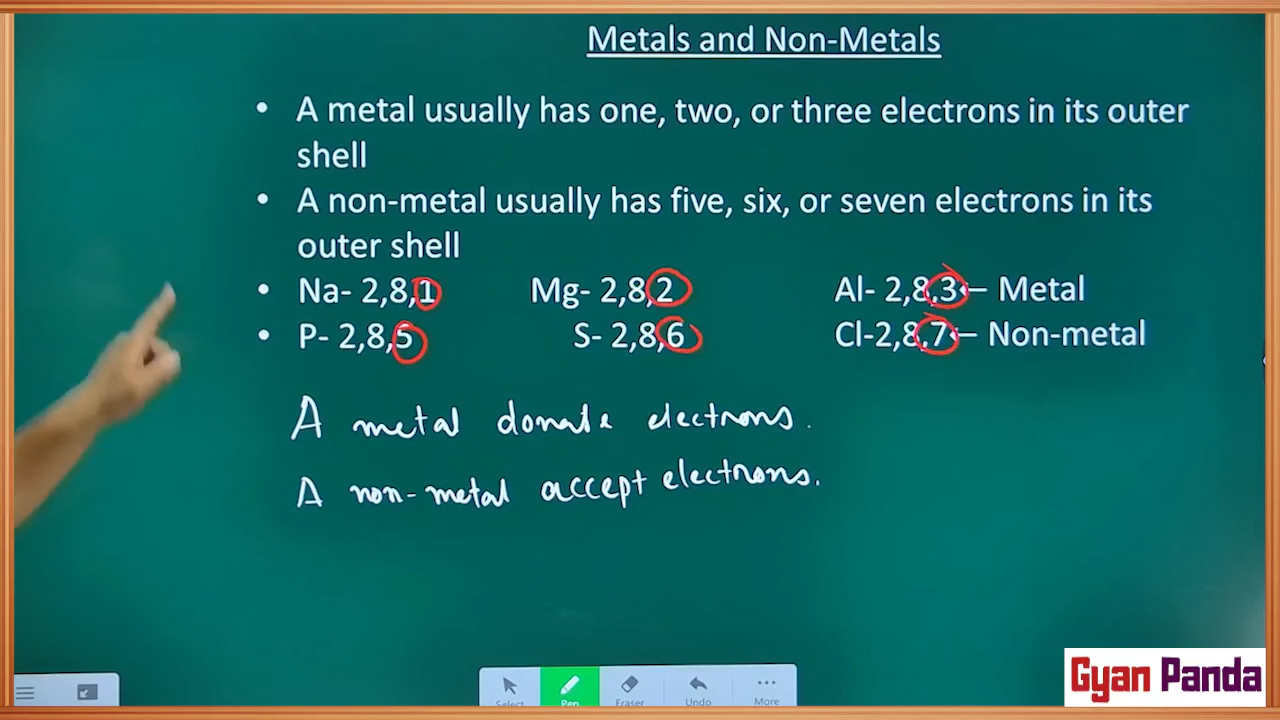 Metals and Non-Metals
• A metal usually has one, two, or three electrons in its outer
shell
• A non-metal usually has five, six, or seven electrons in its
outer shell
• Na- 2,8,1 Mg- 2,8,2 Al- 2,8,3 ← Metal
• P- 2,8,5 S- 2,8,6 Cl-2,8,7 ← Non-metal
A metal donate electrons.
A non-metal accept electrons.
Select Pen Eraser Undo More
Gyan Panda